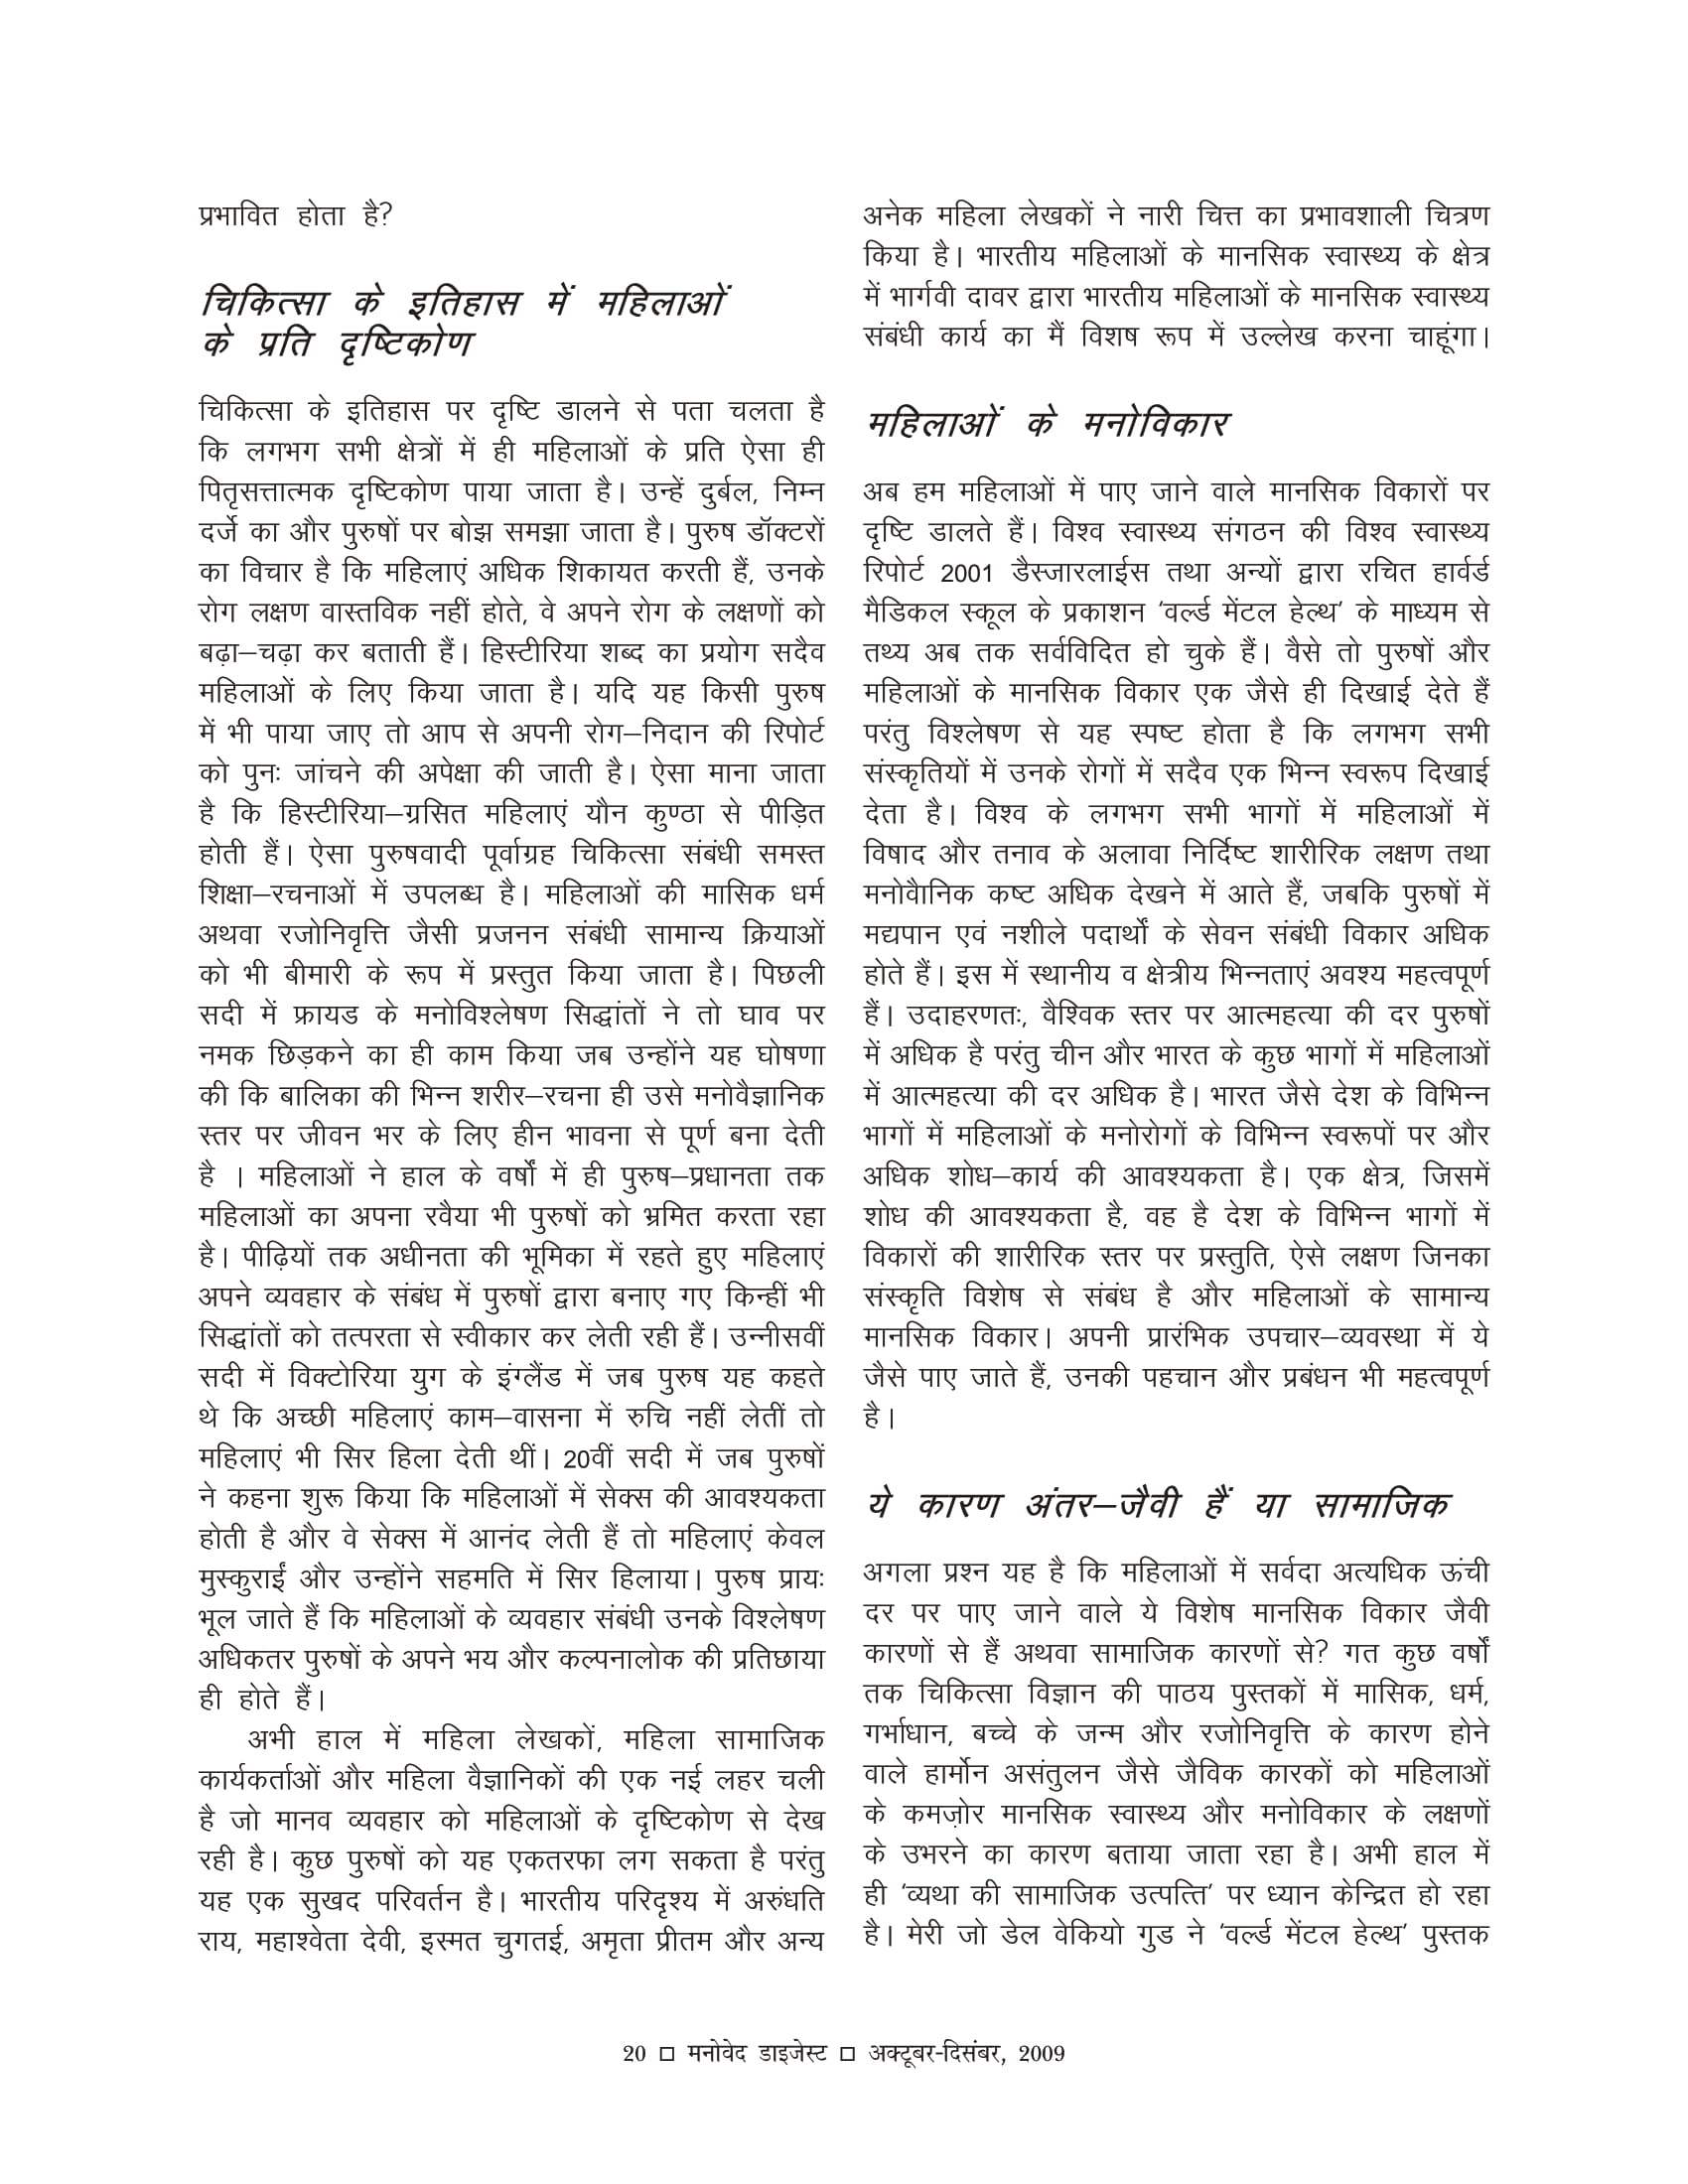 प्रभावित होता है?
चिकित्सा के इतिहास में महिलाओं
के प्रति दृष्टिकोण
चिकित्सा के इतिहास पर दृष्टि डालने से पता चलता है
कि लगभग सभी क्षेत्रों में ही महिलाओं के प्रति ऐसा ही
पितृसत्तात्मक दृष्टिकोण पाया जाता है। उन्हें दुर्बल, निम्न
दर्जे का और पुरुषों पर बोझ समझा जाता है। पुरुष डॉक्टरों
का विचार है कि महिलाएं अधिक शिकायत करती हैं, उनके
रोग लक्षण वास्तविक नहीं होते, वे अपने रोग के लक्षणों को
बढ़ा–चढ़ा कर बताती हैं। हिस्टीरिया शब्द का प्रयोग सदैव
महिलाओं के लिए किया जाता है। यदि यह किसी पुरुष
में भी पाया जाए तो आप से अपनी रोग–निदान की रिपोर्ट
को पुनः जांचने की अपेक्षा की जाती है। ऐसा माना जाता
है कि हिस्टीरिया–ग्रसित महिलाएं यौन कुण्ठा से पीड़ित
होती हैं। ऐसा पुरुषवादी पूर्वाग्रह चिकित्सा संबंधी समस्त
शिक्षा–रचनाओं में उपलब्ध है। महिलाओं की मासिक धर्म
अथवा रजोनिवृत्ति जैसी प्रजनन संबंधी सामान्य क्रियाओं
को भी बीमारी के रूप में प्रस्तुत किया जाता है। पिछली
सदी में फ्रायड के मनोविश्लेषण सिद्धांतों ने तो घाव पर
नमक छिड़कने का ही काम किया जब उन्होंने यह घोषणा
की कि बालिका की भिन्न शरीर–रचना ही उसे मनोवैज्ञानिक
स्तर पर जीवन भर के लिए हीन भावना से पूर्ण बना देती
है । महिलाओं ने हाल के वर्षों में ही पुरुष–प्रधानता तक
महिलाओं का अपना रवैया भी पुरुषों को भ्रमित करता रहा
है। पीढ़ियों तक अधीनता की भूमिका में रहते हुए महिलाएं
अपने व्यवहार के संबंध में पुरुषों द्वारा बनाए गए किन्हीं भी
सिद्धांतों को तत्परता से स्वीकार कर लेती रही हैं। उन्नीसवीं
सदी में विक्टोरिया युग के इंग्लैंड में जब पुरुष यह कहते
थे कि अच्छी महिलाएं काम–वासना में रुचि नहीं लेतीं तो
महिलाएं भी सिर हिला देती थीं। 20वीं सदी में जब पुरुषों
ने कहना शुरू किया कि महिलाओं में सेक्स की आवश्यकता
होती है और वे सेक्स में आनंद लेती हैं तो महिलाएं केवल
मुस्कुराईं और उन्होंने सहमति में सिर हिलाया। पुरुष प्रायः
भूल जाते हैं कि महिलाओं के व्यवहार संबंधी उनके विश्लेषण
अधिकतर पुरुषों के अपने भय और कल्पनालोक की प्रतिछाया
ही होते हैं।
अभी हाल में महिला लेखकों, महिला सामाजिक
कार्यकर्ताओं और महिला वैज्ञानिकों की एक नई लहर चली
है जो मानव व्यवहार को महिलाओं के दृष्टिकोण से देख
रही है। कुछ पुरुषों को यह एकतरफा लग सकता है परंतु
यह एक सुखद परिवर्तन है। भारतीय परिदृश्य में अरुंधति
राय, महाश्वेता देवी, इस्मत चुगतई, अमृता प्रीतम और अन्य
अनेक महिला लेखकों ने नारी चित्त का प्रभावशाली चित्रण
किया है। भारतीय महिलाओं के मानसिक स्वास्थ्य के क्षेत्र
में भार्गवी दावर द्वारा भारतीय महिलाओं के मानसिक स्वास्थ्य
संबंधी कार्य का मैं विशष रूप में उल्लेख करना चाहूंगा।
महिलाओं के मनोविकार
अब हम महिलाओं में पाए जाने वाले मानसिक विकारों पर
दृष्टि डालते हैं। विश्व स्वास्थ्य संगठन की विश्व स्वास्थ्य
रिपोर्ट 2001 डैस्जारलाईस तथा अन्यों द्वारा रचित हार्वर्ड
मैडिकल स्कूल के प्रकाशन 'वर्ल्ड मेंटल हेल्थ' के माध्यम से
तथ्य अब तक सर्वविदित हो चुके हैं। वैसे तो पुरुषों और
महिलाओं के मानसिक विकार एक जैसे ही दिखाई देते हैं
परंतु विश्लेषण से यह स्पष्ट होता है कि लगभग सभी
संस्कृतियों में उनके रोगों में सदैव एक भिन्न स्वरूप दिखाई
देता है। विश्व के लगभग सभी भागों में महिलाओं में
विषाद और तनाव के अलावा निर्दिष्ट शारीरिक लक्षण तथा
मनोवैानिक कष्ट अधिक देखने में आते हैं, जबकि पुरुषों में
मद्यपान एवं नशीले पदार्थों के सेवन संबंधी विकार अधिक
होते हैं। इस में स्थानीय व क्षेत्रीय भिन्नताएं अवश्य महत्वपूर्ण
हैं। उदाहरणतः, वैश्विक स्तर पर आत्महत्या की दर पुरुषों
में अधिक है परंतु चीन और भारत के कुछ भागों में महिलाओं
में आत्महत्या की दर अधिक है। भारत जैसे देश के विभिन्न
भागों में महिलाओं के मनोरोगों के विभिन्न स्वरूपों पर और
अधिक शोध–कार्य की आवश्यकता है। एक क्षेत्र, जिसमें
शोध की आवश्यकता है, वह है देश के विभिन्न भागों में
विकारों की शारीरिक स्तर पर प्रस्तुति, ऐसे लक्षण जिनका
संस्कृति विशेष से संबंध है और महिलाओं के सामान्य
मानसिक विकार। अपनी प्रारंभिक उपचार–व्यवस्था में ये
जैसे पाए जाते हैं, उनकी पहचान और प्रबंधन भी महत्वपूर्ण
है।
ये कारण अंतर–जैवी हैं या सामाजिक
अगला प्रश्न यह है कि महिलाओं में सर्वदा अत्यधिक ऊंची
दर पर पाए जाने वाले ये विशेष मानसिक विकार जैवी
कारणों से हैं अथवा सामाजिक कारणों से? गत कुछ वर्षों
तक चिकित्सा विज्ञान की पाठय पुस्तकों में मासिक, धर्म,
गर्भाधान, बच्चे के जन्म और रजोनिवृत्ति के कारण होने
वाले हार्मोन असंतुलन जैसे जैविक कारकों को महिलाओं
के कमज़ोर मानसिक स्वास्थ्य और मनोविकार के लक्षणों
के उभरने का कारण बताया जाता रहा है। अभी हाल में
ही 'व्यथा की सामाजिक उत्पत्ति' पर ध्यान केन्द्रित हो रहा
है। मेरी जो डेल वेकियो गुड ने 'वर्ल्ड मेंटल हेल्थ' पुस्तक
20 □ मनोवेद डाइजेस्ट □ अक्टूबर-दिसंबर, 2009